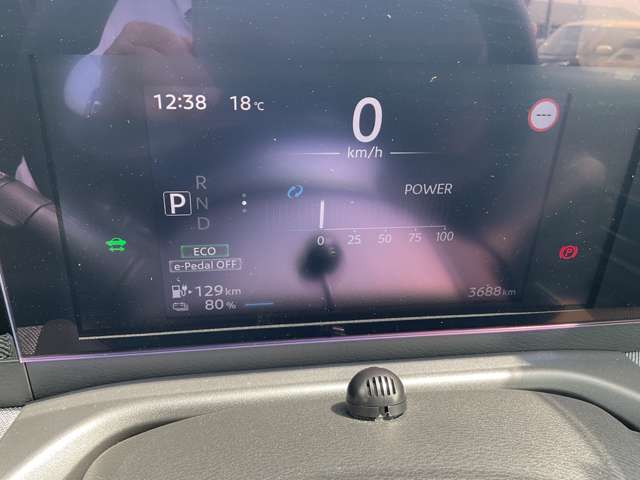 12:38 18 °C
0
---
km/h
R
P N
D
POWER
0 25 50 75 100
ECO
e-Pedal OFF
129 km
80 %
3688 km
P